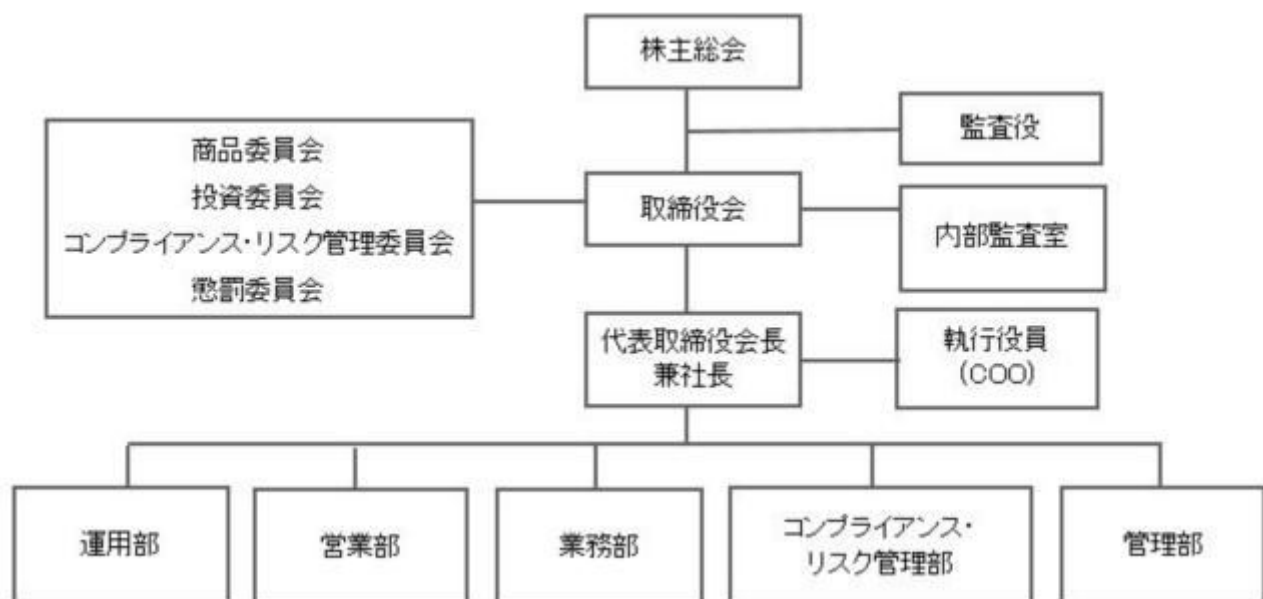 株主総会
監査役
商品委員会
投資委員会
コンプライアンス・リスク管理委員会
懲罰委員会
取締役会
内部監査室
代表取締役会長
兼社長
執行役員
(COO)
運用部
営業部
業務部
コンプライアンス・
リスク管理部
管理部